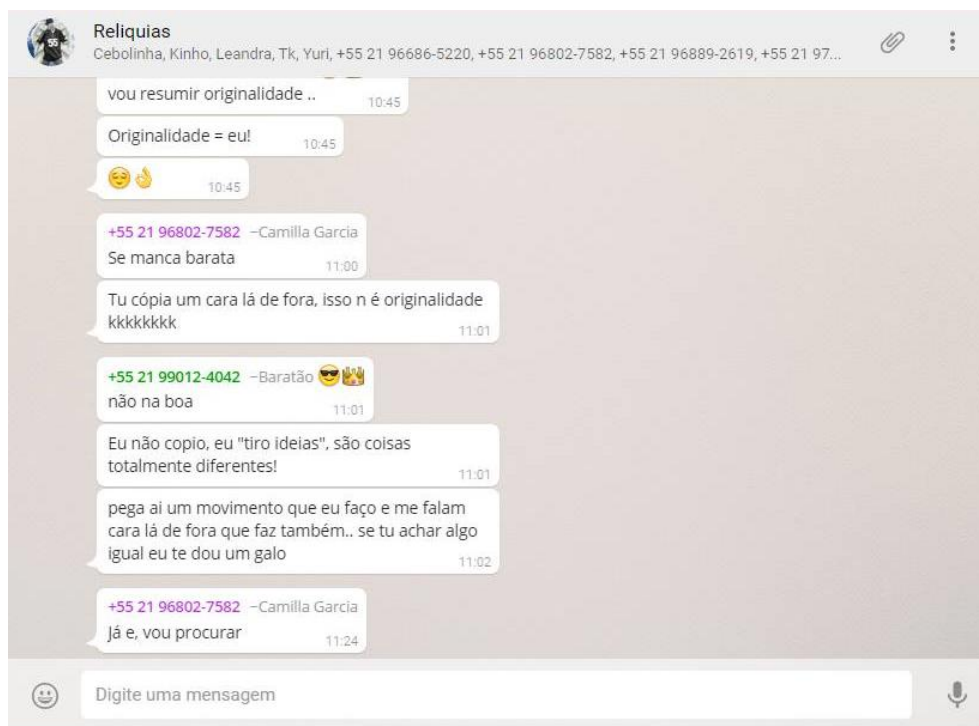 Reliquias
Cebolinha, Kinho, Leandra, Tk, Yuri, +55 21 96686-5220, +55 21 96802-7582, +55 21 96889-2619, +55 21 97...
vou resumir originalidade ..
10:45
Originalidade = eu!
10:45
10:45
+55 21 96802-7582 ~Camilla Garcia
Se manca barata
11:00
Tu cópia um cara lá de fora, isso n é originalidade
kkkkkkkk
11:01
+55 21 99012-4042 ~Baratão 😎👑
não na boa
11:01
Eu não copio, eu "tiro ideias", são coisas
totalmente diferentes!
11:01
pega ai um movimento que eu faço e me falam
cara lá de fora que faz também.. se tu achar algo
igual eu te dou um galo
11:02
+55 21 96802-7582 ~Camilla Garcia
Já e, vou procurar
11:24
Digite uma mensagem